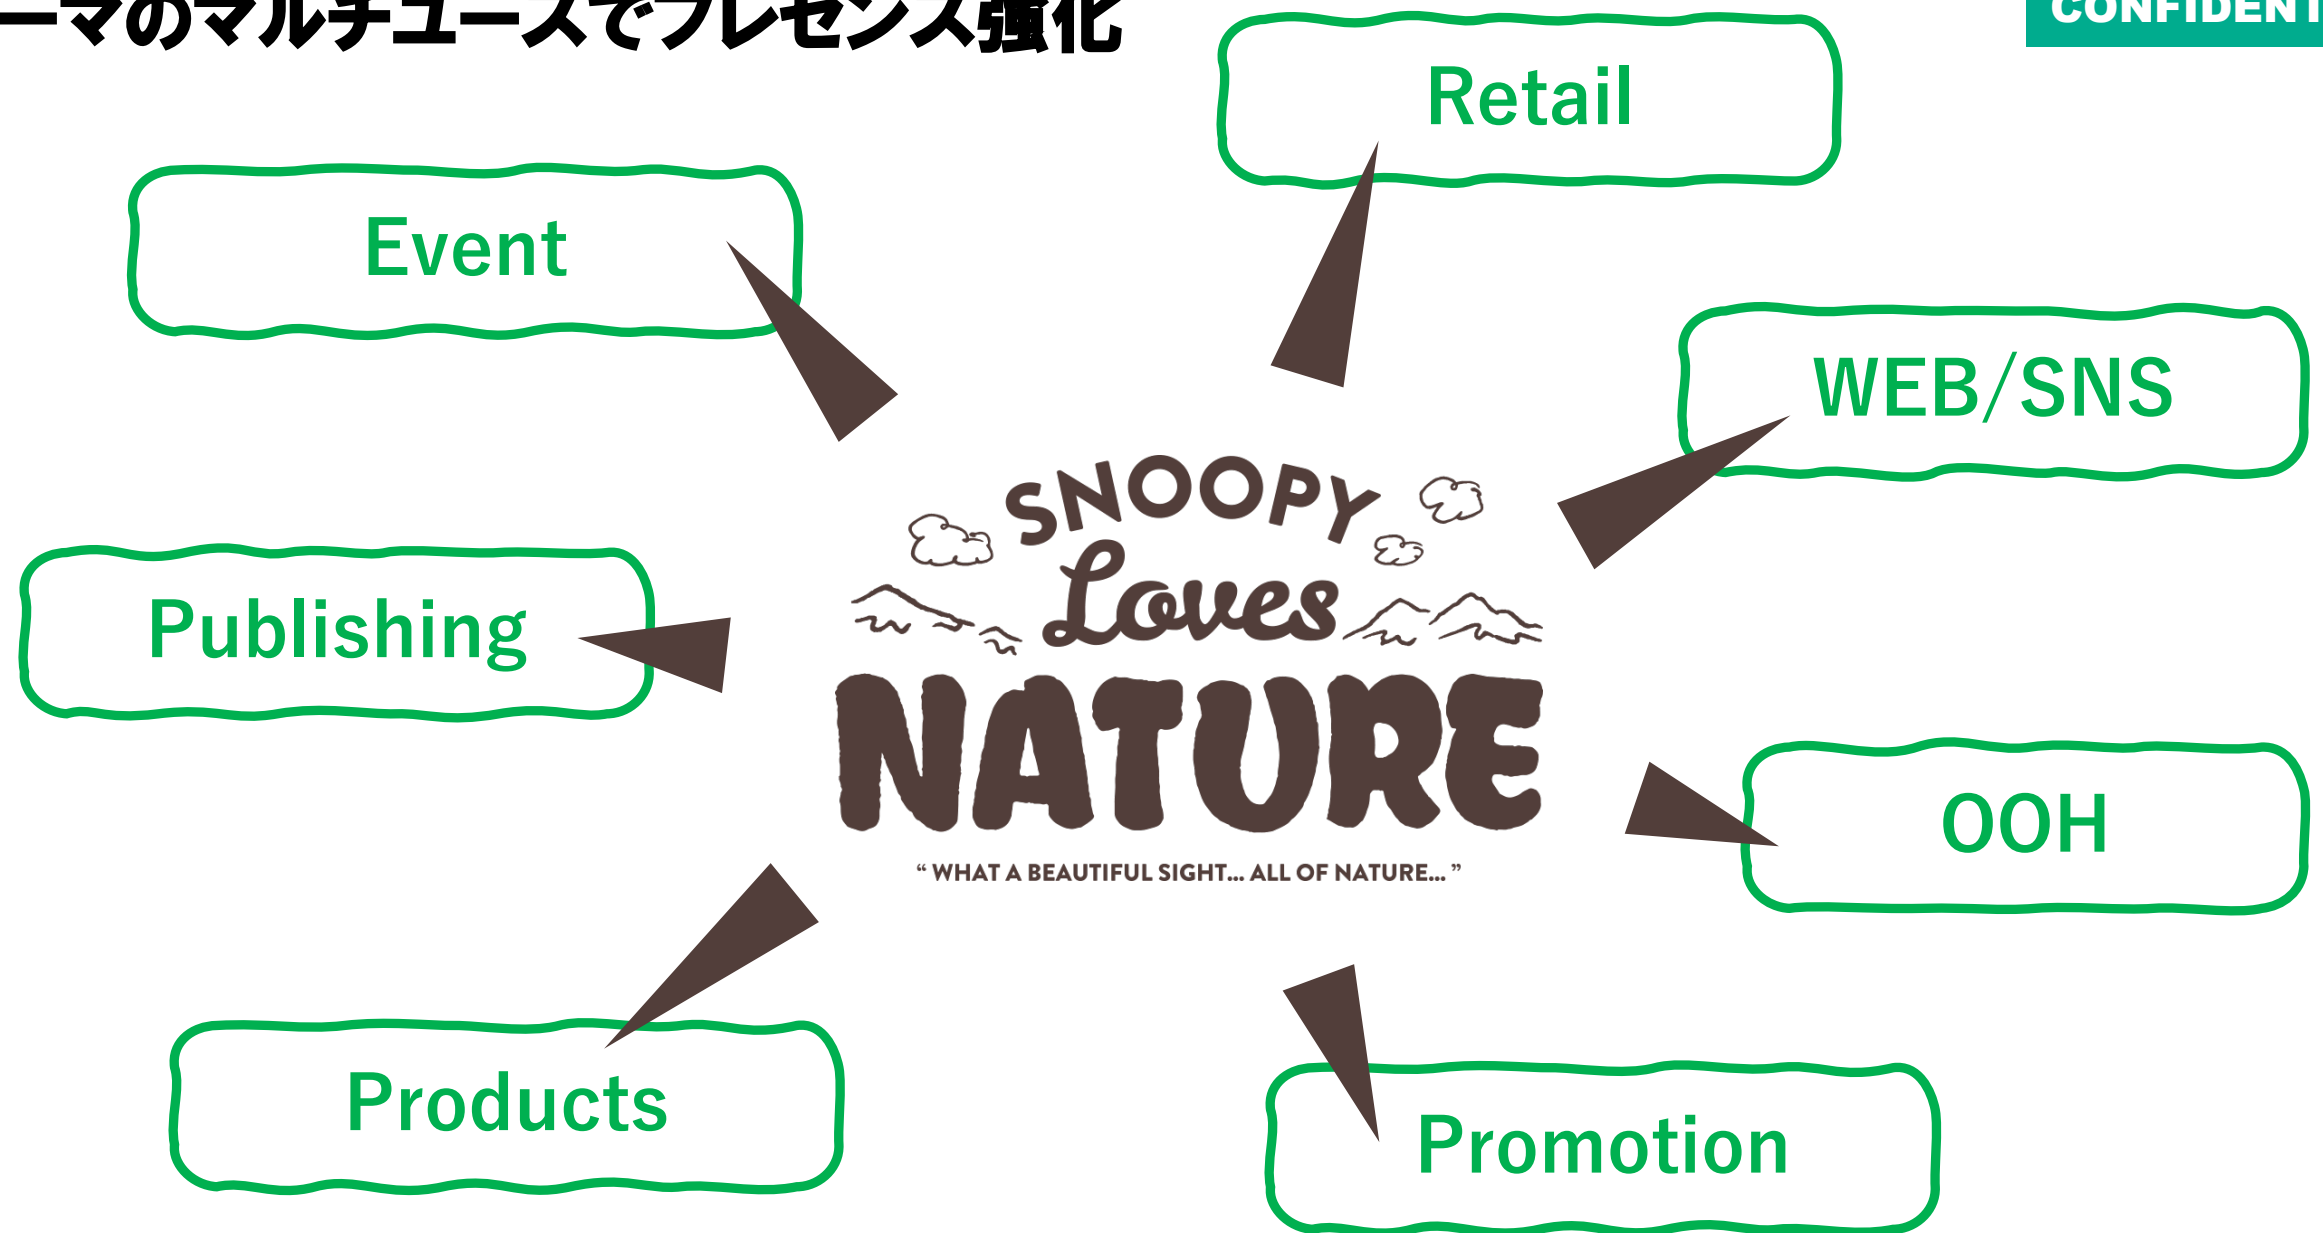 ーマのマルチユースでプレゼンス強化
CONFIDENT
Retail
Event
WEB/SNS
SNOOPY
Loves
NATURE
“ WHAT A BEAUTIFUL SIGHT... ALL OF NATURE... ”
Publishing
OOH
Products
Promotion